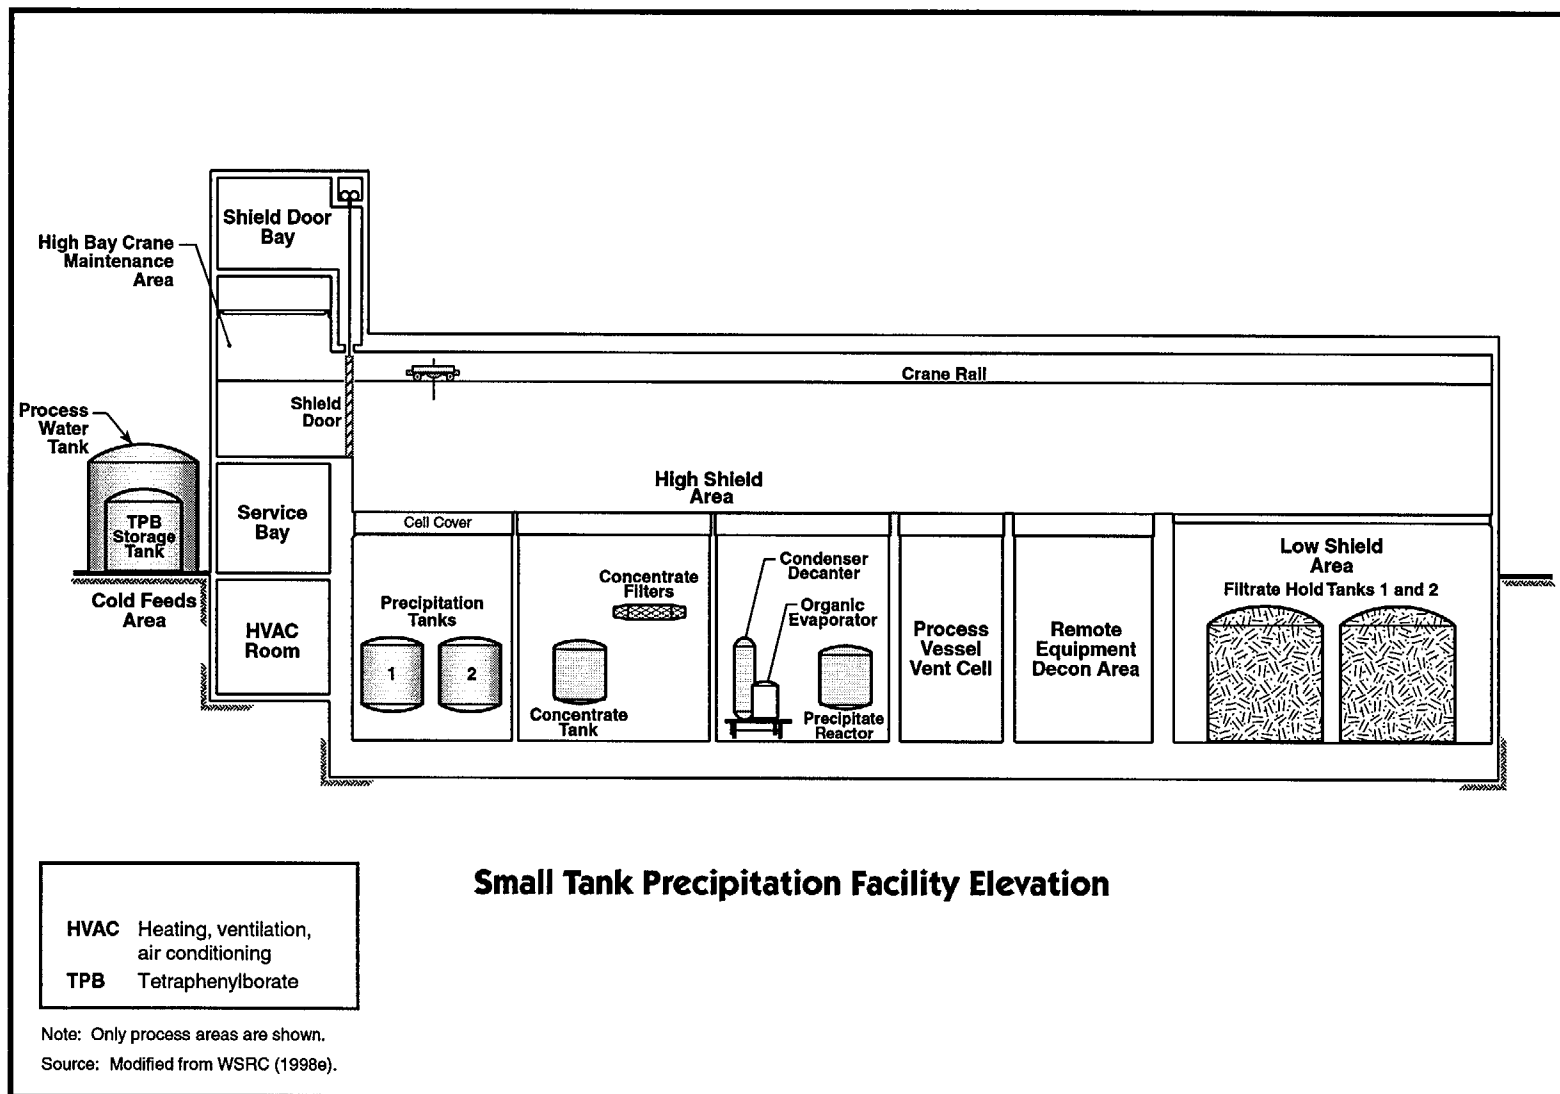 Shield Door
Bay
High Bay Crane
Maintenance
Area
Crane Rail
Shield
Door
Process
Water
Tank
High Shield
Area
TPB
Storage
Tank
Service
Bay
Cell Cover
Low Shield
Area
Filtrate Hold Tanks 1 and 2
Condenser
Decanter
Concentrate
Filters
Cold Feeds
Area
HVAC
Room
Precipitation
Tanks
1
2
Organic
Evaporator
Process
Vessel
Vent Cell
Remote
Equipment
Decon Area
Concentrate
Tank
Precipitate
Reactor
Small Tank Precipitation Facility Elevation
HVAC Heating, ventilation,
air conditioning
TPB Tetraphenylborate
Note: Only process areas are shown.
Source: Modified from WSRC (1998e).